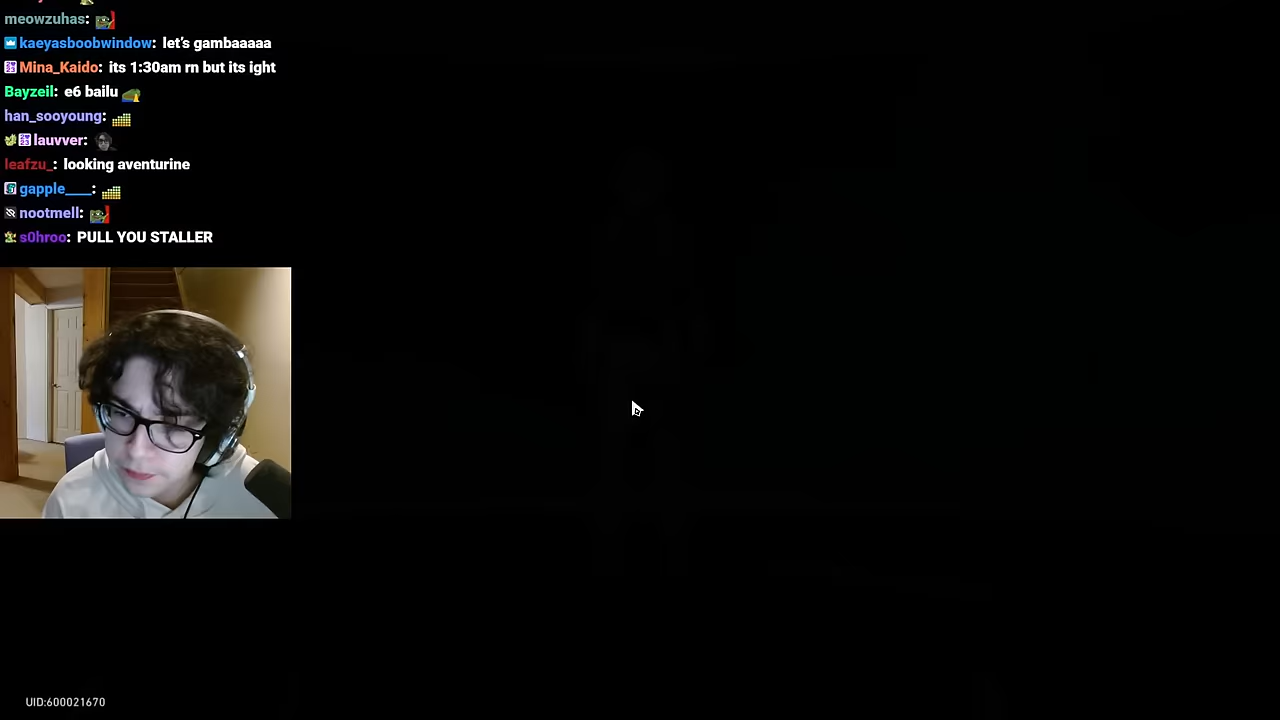 meowzuhas:
kaeyasboobwindow: let's gambaaaaa
Mina_Kaido: its 1:30am rn but its ight
Bayzeil: e6 bailu
han_sooyoung:
lauvver:
leafzu_: looking aventurine
gapple____:
nootmell:
s0hroo: PULL YOU STALLER
UID:600021670